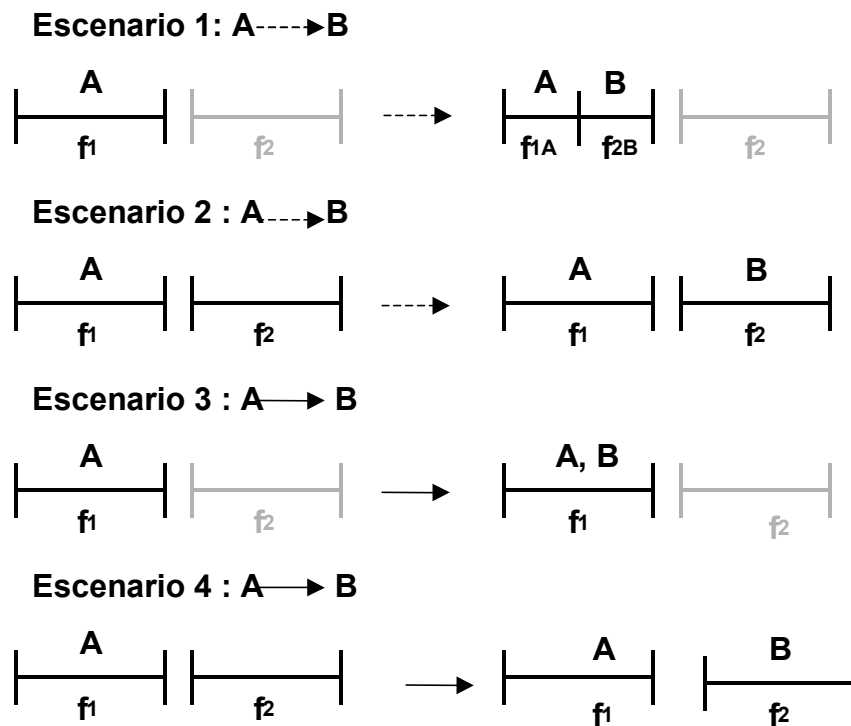 Escenario 1: A B
A A B
f1 f2 f1A f2B f2
Escenario 2 : A B
A A B
f1 f2 f1 f2
Escenario 3 : A B
A A, B
f1 f2 f1 f2
Escenario 4 : A B
A A B
f1 f2 f1 f2